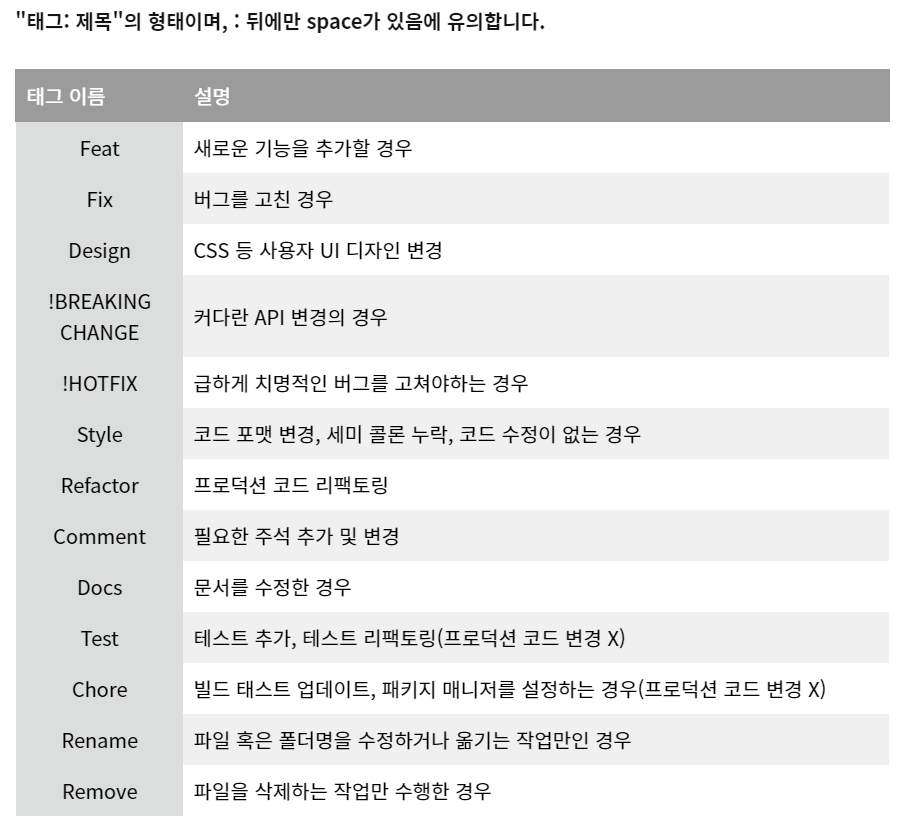 "태그: 제목"의 형태이며, : 뒤에만 space가 있음에 유의합니다.
태그 이름 설명
Feat 새로운 기능을 추가할 경우
Fix 버그를 고친 경우
Design CSS 등 사용자 UI 디자인 변경
!BREAKING
CHANGE 커다란 API 변경의 경우
!HOTFIX 급하게 치명적인 버그를 고쳐야하는 경우
Style 코드 포맷 변경, 세미 콜론 누락, 코드 수정이 없는 경우
Refactor 프로덕션 코드 리팩토링
Comment 필요한 주석 추가 및 변경
Docs 문서를 수정한 경우
Test 테스트 추가, 테스트 리팩토링(프로덕션 코드 변경 X)
Chore 빌드 태스트 업데이트, 패키지 매니저를 설정하는 경우(프로덕션 코드 변경 X)
Rename 파일 혹은 폴더명을 수정하거나 옮기는 작업만인 경우
Remove 파일을 삭제하는 작업만 수행한 경우